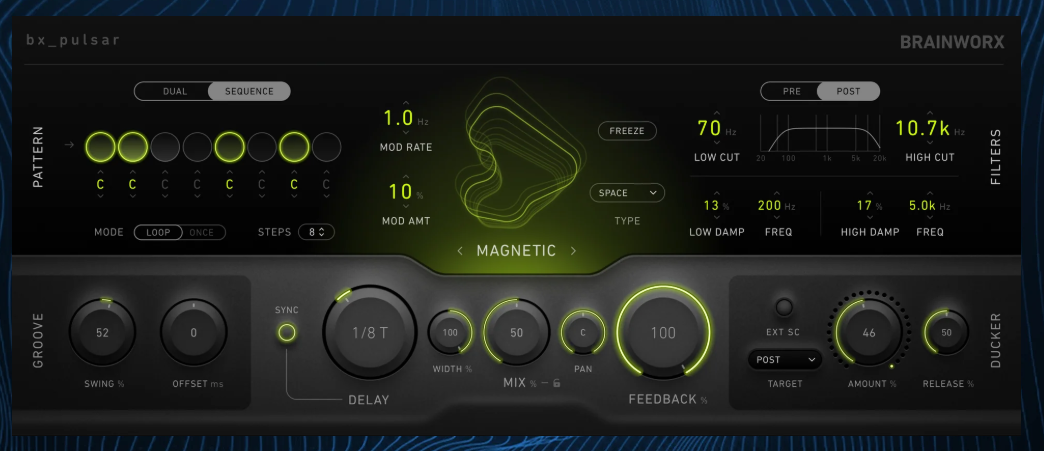 bx_pulsar
BRAINWORX
PATTERN
DUAL SEQUENCE
C C C C C C C C
MODE LOOP ONCE STEPS 8
1.0 Hz
MOD RATE
10 %
MOD AMT
< MAGNETIC >
FREEZE
SPACE
TYPE
PRE POST
FILTERS
70 Hz
LOW CUT
20 100 1k 5k 20k
10.7k Hz
HIGH CUT
13 % 200 Hz 17 % 5.0k Hz
LOW DAMP FREQ HIGH DAMP FREQ
GROOVE
52 0
SWING % OFFSET ms
SYNC
1/8 T
DELAY
100
WIDTH %
50
MIX % –
C
PAN
100
FEEDBACK %
EXT SC
POST
TARGET
46
AMOUNT %
50
RELEASE %
DUCKER